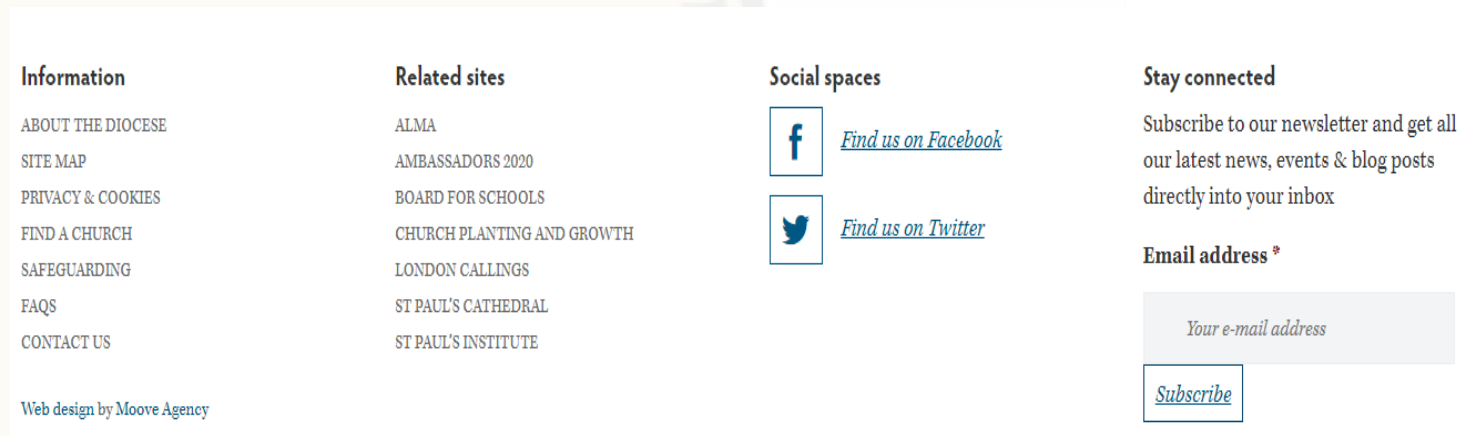 Information
ABOUT THE DIOCESE
SITE MAP
PRIVACY & COOKIES
FIND A CHURCH
SAFEGUARDING
FAQS
CONTACT US
Web design by Moove Agency
Related sites
ALMA
AMBASSADORS 2020
BOARD FOR SCHOOLS
CHURCH PLANTING AND GROWTH
LONDON CALLINGS
ST PAUL'S CATHEDRAL
ST PAUL'S INSTITUTE
Social spaces
Find us on Facebook
Find us on Twitter
Stay connected
Subscribe to our newsletter and get all
our latest news, events & blog posts
directly into your inbox
Email address *
Your e-mail address
Subscribe